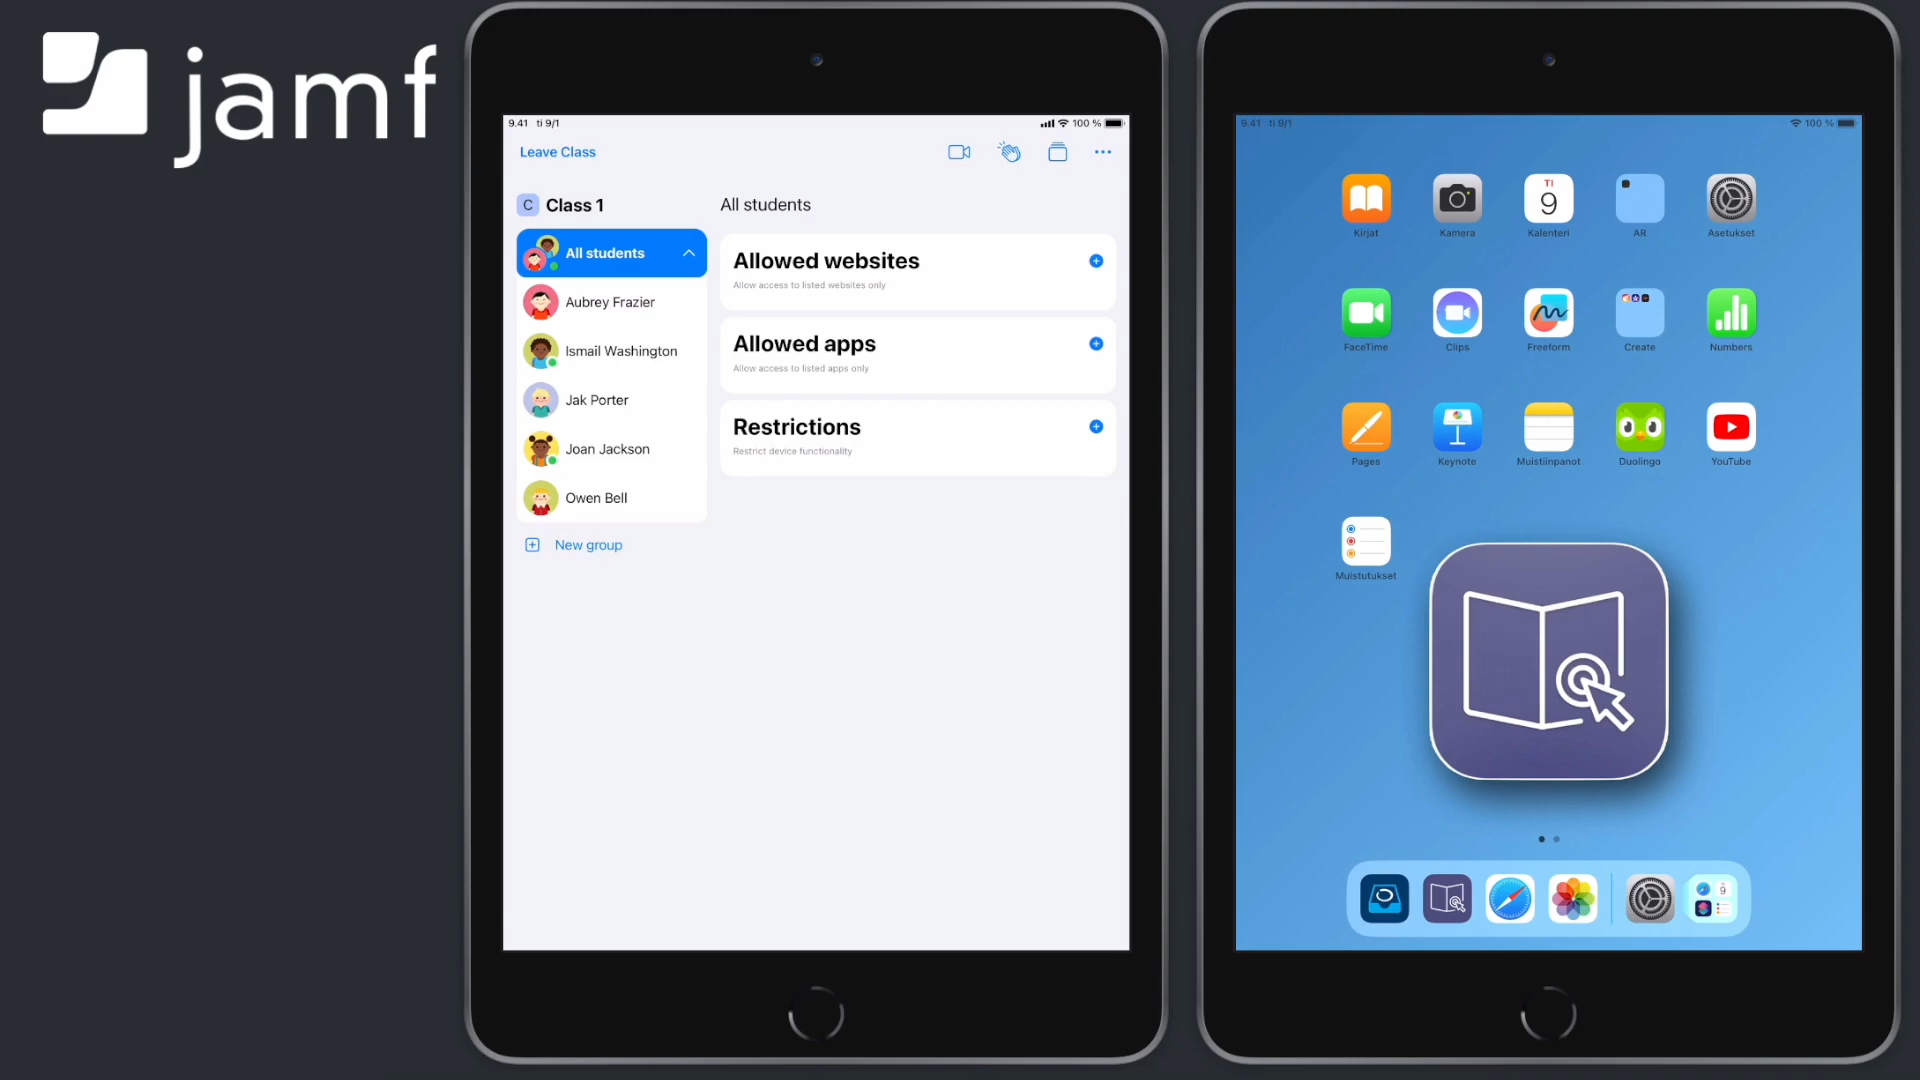 jamf
9.41 ti 9/1
100 %
Leave Class
C Class 1
All students
Aubrey Frazier
Ismail Washington
Jak Porter
Joan Jackson
Owen Bell
New group
All students
Allowed websites
Allow access to listed websites only
Allowed apps
Allow access to listed apps only
Restrictions
Restrict device functionality
9.41 ti 9/1
100 %
TI
9
Kirjat Kamera Kalenteri AR Asetukset
FaceTime Clips Freeform Create Numbers
Pages Keynote Muistiinpanot Duolingo YouTube
Muistutukset
9